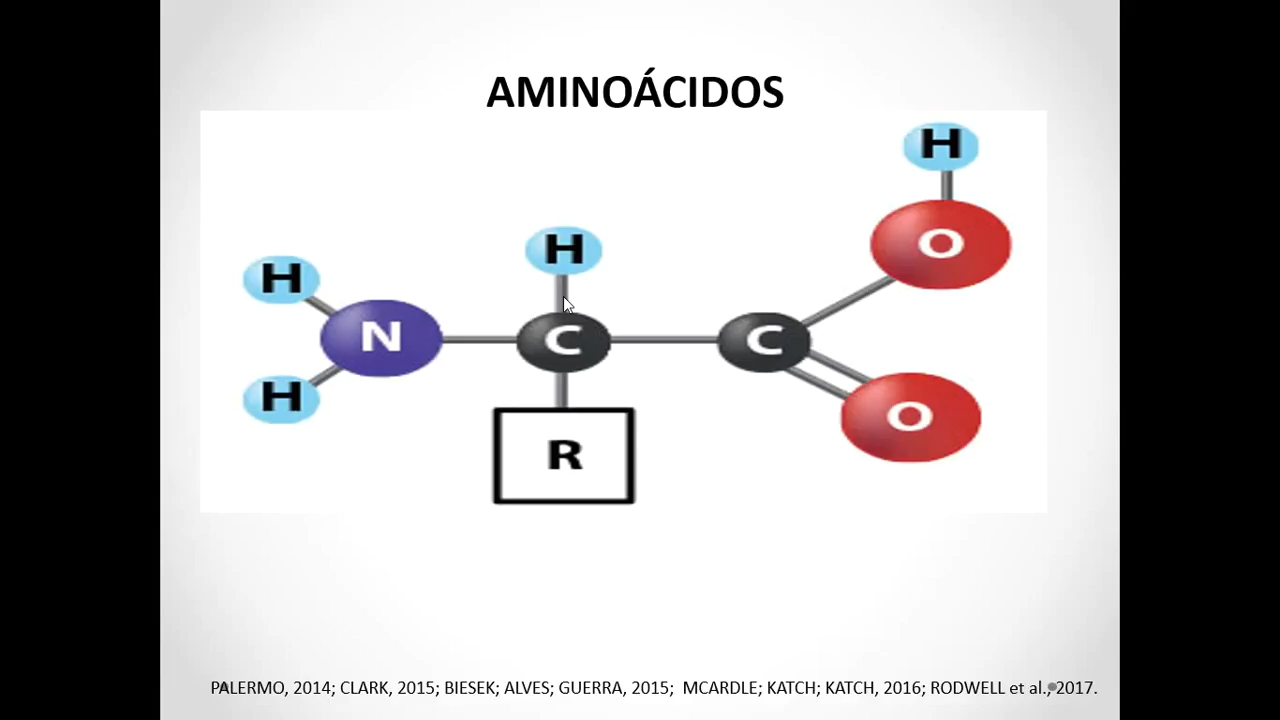 AMINOÁCIDOS
H
H
H
O
N
C
C
H
O
R
PALERMO, 2014; CLARK, 2015; BIESEK; ALVES; GUERRA, 2015; MCARDLE; KATCH; KATCH, 2016; RODWELL et al., 2017.